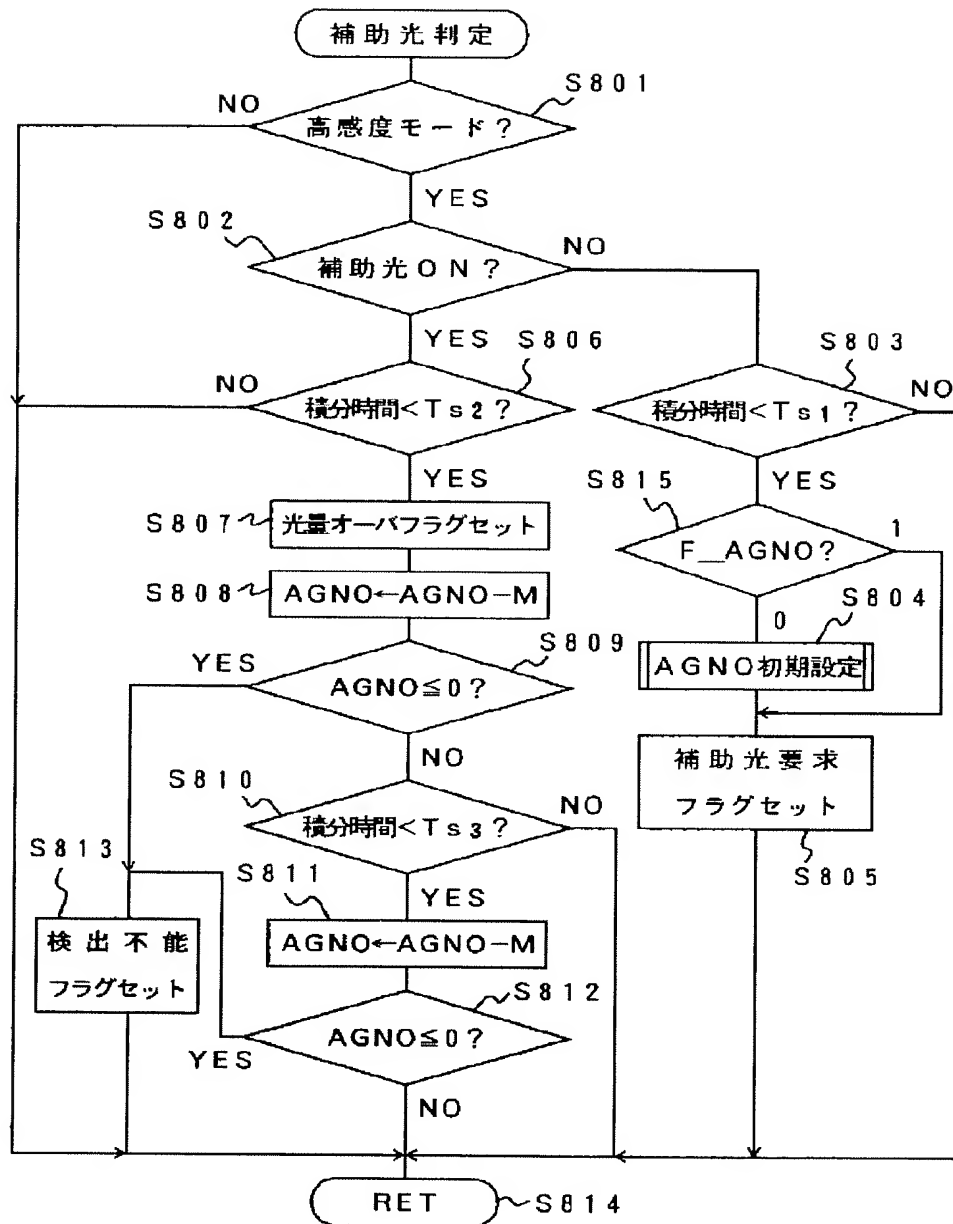 補助光判定
S801
NO
高感度モード?
YES
S802
NO
補助光ON?
YES
S806
S803
NO
NO
積分時間<Ts2?
積分時間<Ts1?
YES
YES
S815
S807
光量オーバフラグセット
F_AGNO?
1
S808
AGNO←AGNO−M
S804
0
S809
YES
AGNO初期設定
AGNO≦0?
NO
補助光要求
フラグセット
S810
NO
積分時間<Ts3?
S813
S811
S805
YES
検出不能
フラグセット
AGNO←AGNO−M
S812
AGNO≦0?
YES
NO
RET
S814